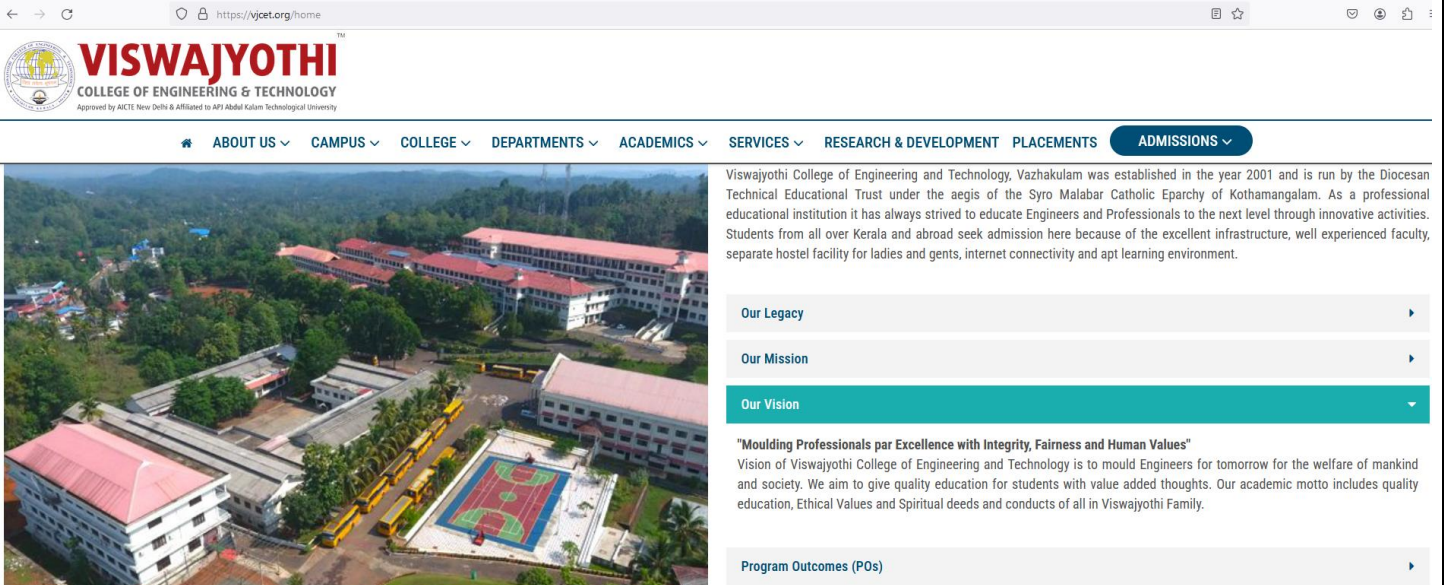 https://vjcet.org/home
TM
VISWAJYOTHI
COLLEGE OF ENGINEERING & TECHNOLOGY
Approved by AICTE New Delhi & Affiliated to APJ Abdul Kalam Technological University
ABOUT US
CAMPUS
COLLEGE
DEPARTMENTS
ACADEMICS
SERVICES
RESEARCH & DEVELOPMENT
PLACEMENTS
ADMISSIONS
Viswajyothi College of Engineering and Technology, Vazhakulam was established in the year 2001 and is run by the Diocesan
Technical Educational Trust under the aegis of the Syro Malabar Catholic Eparchy of Kothamangalam. As a professional
educational institution it has always strived to educate Engineers and Professionals to the next level through innovative activities.
Students from all over Kerala and abroad seek admission here because of the excellent infrastructure, well experienced faculty,
separate hostel facility for ladies and gents, internet connectivity and apt learning environment.
Our Legacy
Our Mission
Our Vision
"Moulding Professionals par Excellence with Integrity, Fairness and Human Values"
Vision of Viswajyothi College of Engineering and Technology is to mould Engineers for tomorrow for the welfare of mankind
and society. We aim to give quality education for students with value added thoughts. Our academic motto includes quality
education, Ethical Values and Spiritual deeds and conducts of all in Viswajyothi Family.
Program Outcomes (POs)